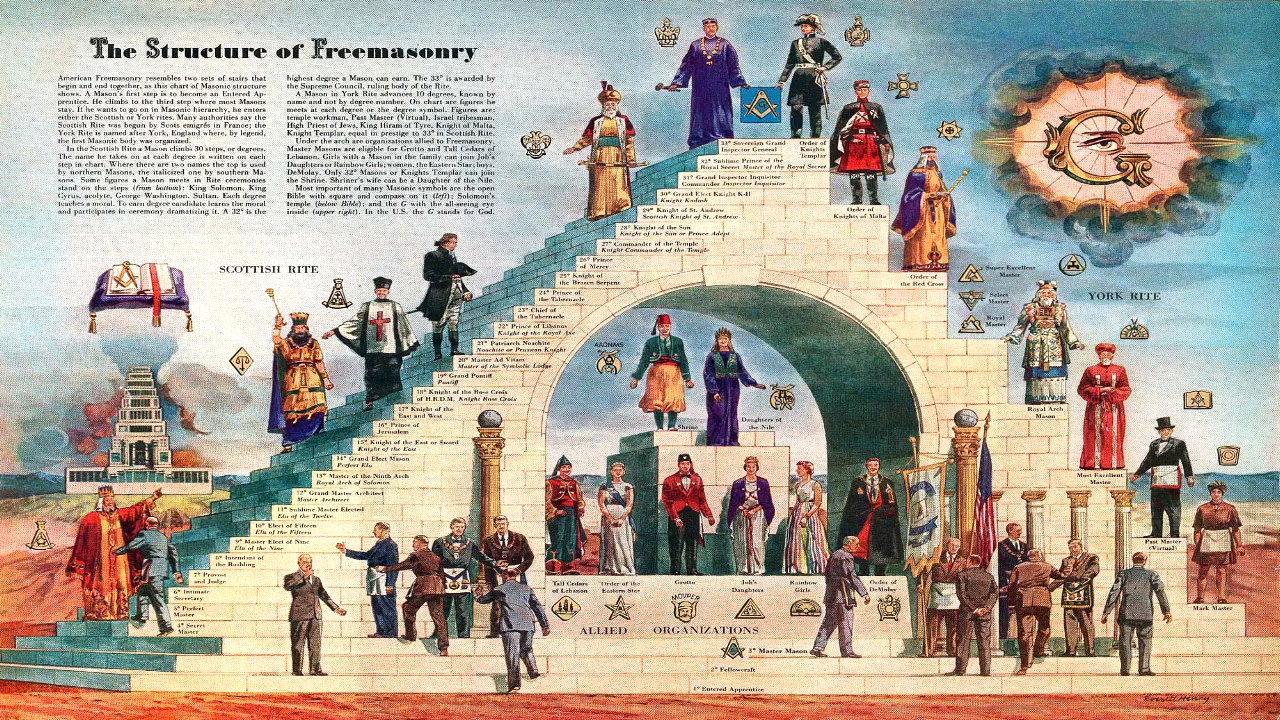 The Structure of Freemasonry
American Freemasonry resembles two sets of stairs that
begin and end together, as this chart of Masonic structure
shows. A Mason's first step is to become an Entered Ap-
prentice. He climbs to the third step where most Masons
stay. If he wants to go on in Masonic hierarchy, he enters
either the Scottish or York rites. Many authorities say the
Scottish Rite was begun by Scots emigrés in France; the
York Rite is named after York, England where, by legend,
the first Masonic body was organized.
In the Scottish Rite a Mason climbs 30 steps, or degrees.
The name he takes on at each degree is written on each
step in chart. Where there are two names the top is used
by northern Masons, the italicized one by southern Ma-
sons. Some figures a Mason meets in Rite ceremonies
stand on the steps (from bottom): King Solomon, King
Cyrus, acolyte, George Washington, Sultan. Each degree
teaches a moral. To earn degree candidate learns the moral
and participates in ceremony dramatizing it. A 32° is the
highest degree a Mason can earn. The 33° is awarded by
the Supreme Council, ruling body of the Rite.
A Mason in York Rite advances 10 degrees, known by
name and not by degree number. On chart are figures he
meets at each degree or the degree symbol. Figures are:
temple workman, Past Master (Virtual), Israel tribesman,
High Priest of Jews, King Hiram of Tyre, Knight of Malta,
Knight Templar, equal in prestige to 33° in Scottish Rite.
Under the arch are organizations allied to Freemasonry.
Master Masons are eligible for Grotto and Tall Cedars of
Lebanon. Girls with a Mason in the family can join Job's
Daughters or Rainbow Girls; women, the Eastern Star; boys,
DeMolay. Only 32° Masons or Knights Templar can join
the Shrine. Shriner's wife can be a Daughter of the Nile.
Most important of many Masonic symbols are the open
Bible with square and compass on it (left); Solomon's
temple (below Bible); and the G with the all-seeing eye
inside (upper right). In the U.S. the G stands for God.
G
SCOTTISH RITE
YORK RITE
33° Sovereign Grand
Inspector General
Order of
Knights
Templar
32° Sublime Prince of the
Royal Secret Master of the Royal Secret
31° Grand Inspector Inquisitor
Commander Inspector Inquisitor
30° Grand Elect Knight K-H
Knight Kadosh
29° Knight of St. Andrew
Scottish Knight of St. Andrew
Order of
Knights of Malta
28° Knight of the Sun
Knight of the Sun or Prince Adept
27° Commander of the Temple
Knight Commander of the Temple
26° Prince
of Mercy
25° Knight of
the Brazen Serpent
Order of
the Red Cross
Super Excellent
Master
Select
Master
Royal
Master
24° Prince of
the Tabernacle
23° Chief of
the Tabernacle
22° Prince of Libanus
Knight of the Royal Axe
21° Patriarch Noachite
Noachite or Prussian Knight
20° Master Ad Vitam
Master of the Symbolic Lodge
19° Grand Pontiff
Pontiff
18° Knight of the Rose Croix
of H.R.D.M. Knight Rose Croix
17° Knight of the
East and West
16° Prince of
Jerusalem
15° Knight of the East or Sword
Knight of the East
14° Grand Elect Mason
Perfect Elu
13° Master of the Ninth Arch
Royal Arch of Solomon
12° Grand Master Architect
Master Architect
11° Sublime Master Elected
Elu of the Twelve
10° Elect of Fifteen
Elu of the Fifteen
9° Master Elect of Nine
Elu of the Nine
8° Intendant of
the Building
7° Provost
and Judge
6° Intimate
Secretary
5° Perfect
Master
4° Secret
Master
AAONMS
Shrine
Daughters of
the Nile
Royal Arch
Mason
Most Excellent
Master
Past Master
(Virtual)
Mark Master
Tall Cedars
of Lebanon
Order of the
Eastern Star
Grotto
Job's
Daughters
Rainbow
Girls
Order of
DeMolay
MOVPER
ALLIED ORGANIZATIONS
3° Master Mason
2° Fellowcraft
1° Entered Apprentice